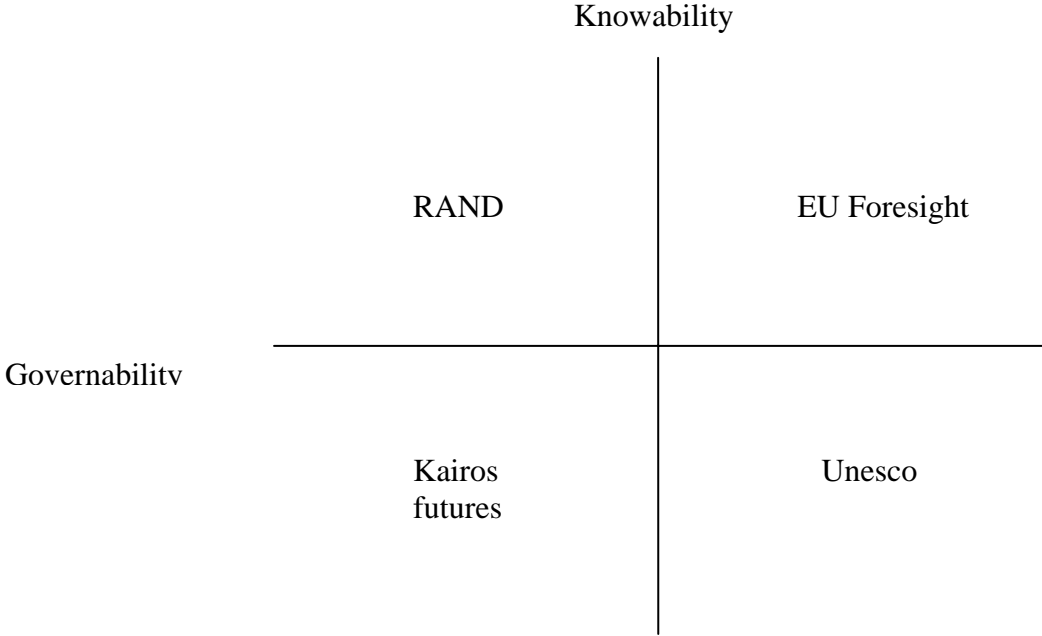 Knowability
RAND
EU Foresight
Governability
Kairos
futures
Unesco